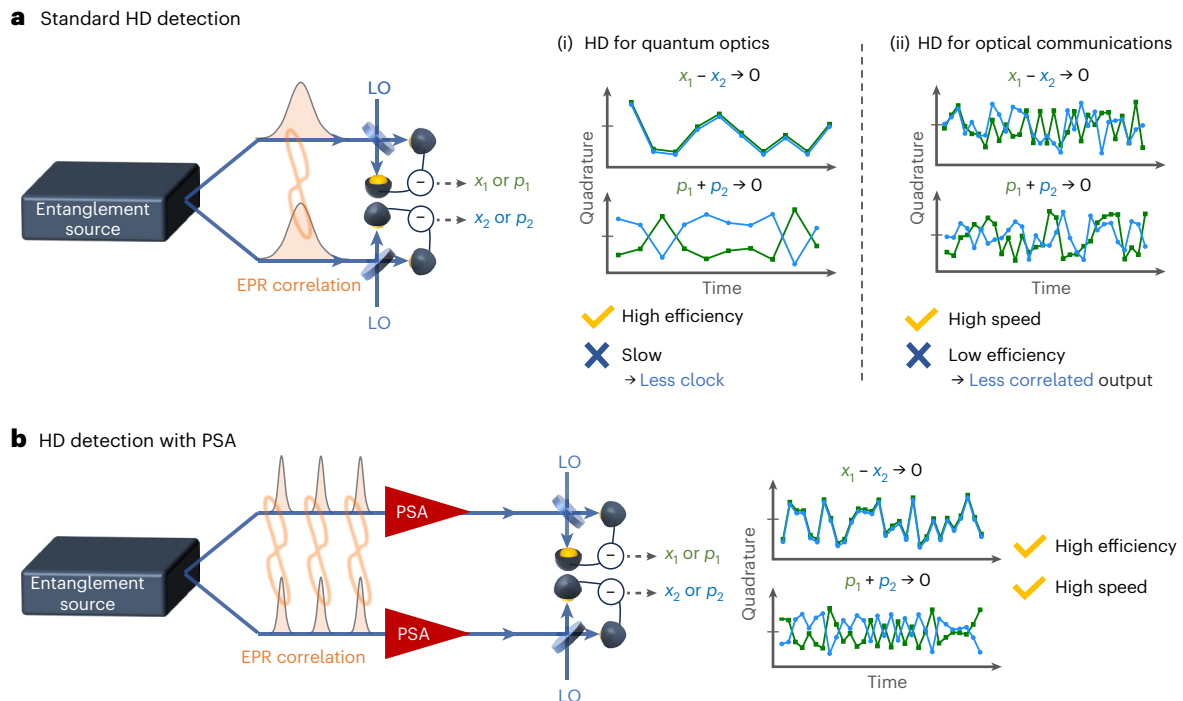 a Standard HD detection
LO
Entanglement
source
EPR correlation
−
x1 or p1
−
x2 or p2
LO
(i) HD for quantum optics
x1 – x2 → 0
Quadrature
p1 + p2 → 0
Time
High efficiency
Slow
→ Less clock
(ii) HD for optical communications
x1 – x2 → 0
p1 + p2 → 0
Time
High speed
Low efficiency
→ Less correlated output
b HD detection with PSA
LO
PSA
Entanglement
source
−
x1 or p1
−
x2 or p2
PSA
EPR correlation
LO
x1 – x2 → 0
Quadrature
p1 + p2 → 0
Time
High efficiency
High speed